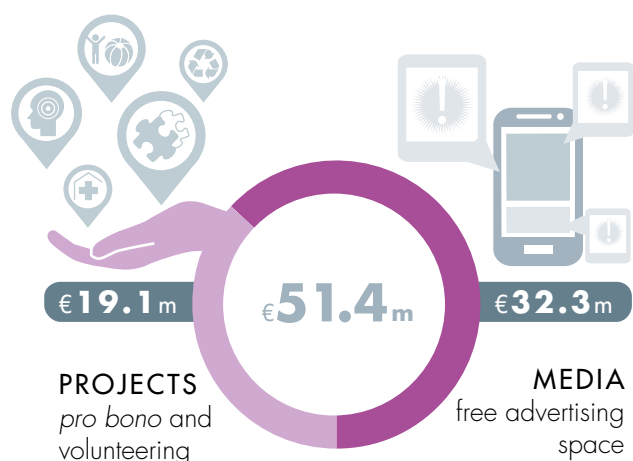 €19.1m
€51.4m
€32.3m
PROJECTS
pro bono and
volunteering
MEDIA
free advertising
space